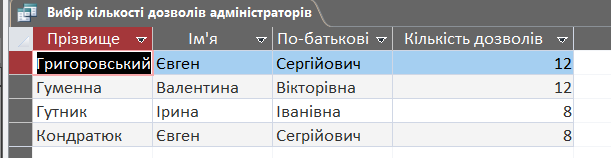 Вибір кількості дозволів адміністраторів
Прізвище Ім'я По-батькові Кількість дозволів
Григоровський Євген Сергійович 12
Гуменна Валентина Вікторівна 12
Гутник Ірина Іванівна 8
Кондратюк Євген Сегрійович 8